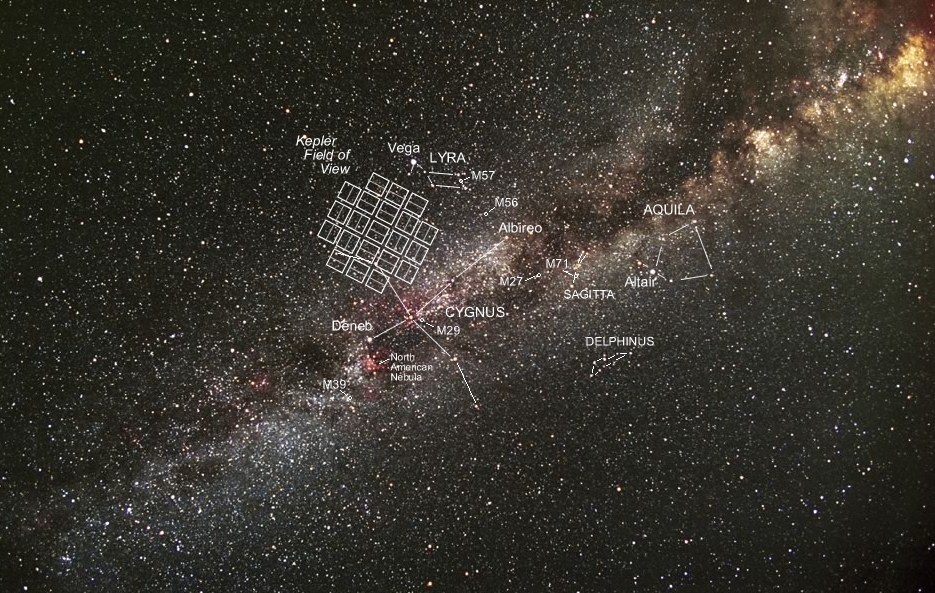 Kepler
Field of
View
Vega
LYRA
M57
M56
Albireo
AQUILA
M71
M27
Altair
SAGITTA
CYGNUS
Deneb
M29
DELPHINUS
North
American
Nebula
M39